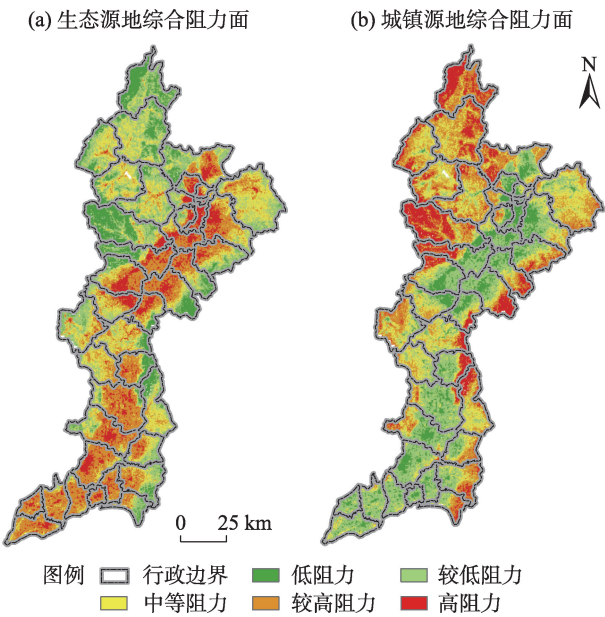 (a) 生态源地综合阻力面
(b) 城镇源地综合阻力面
N
0 25 km
图例 行政边界 低阻力 较低阻力
中等阻力 较高阻力 高阻力